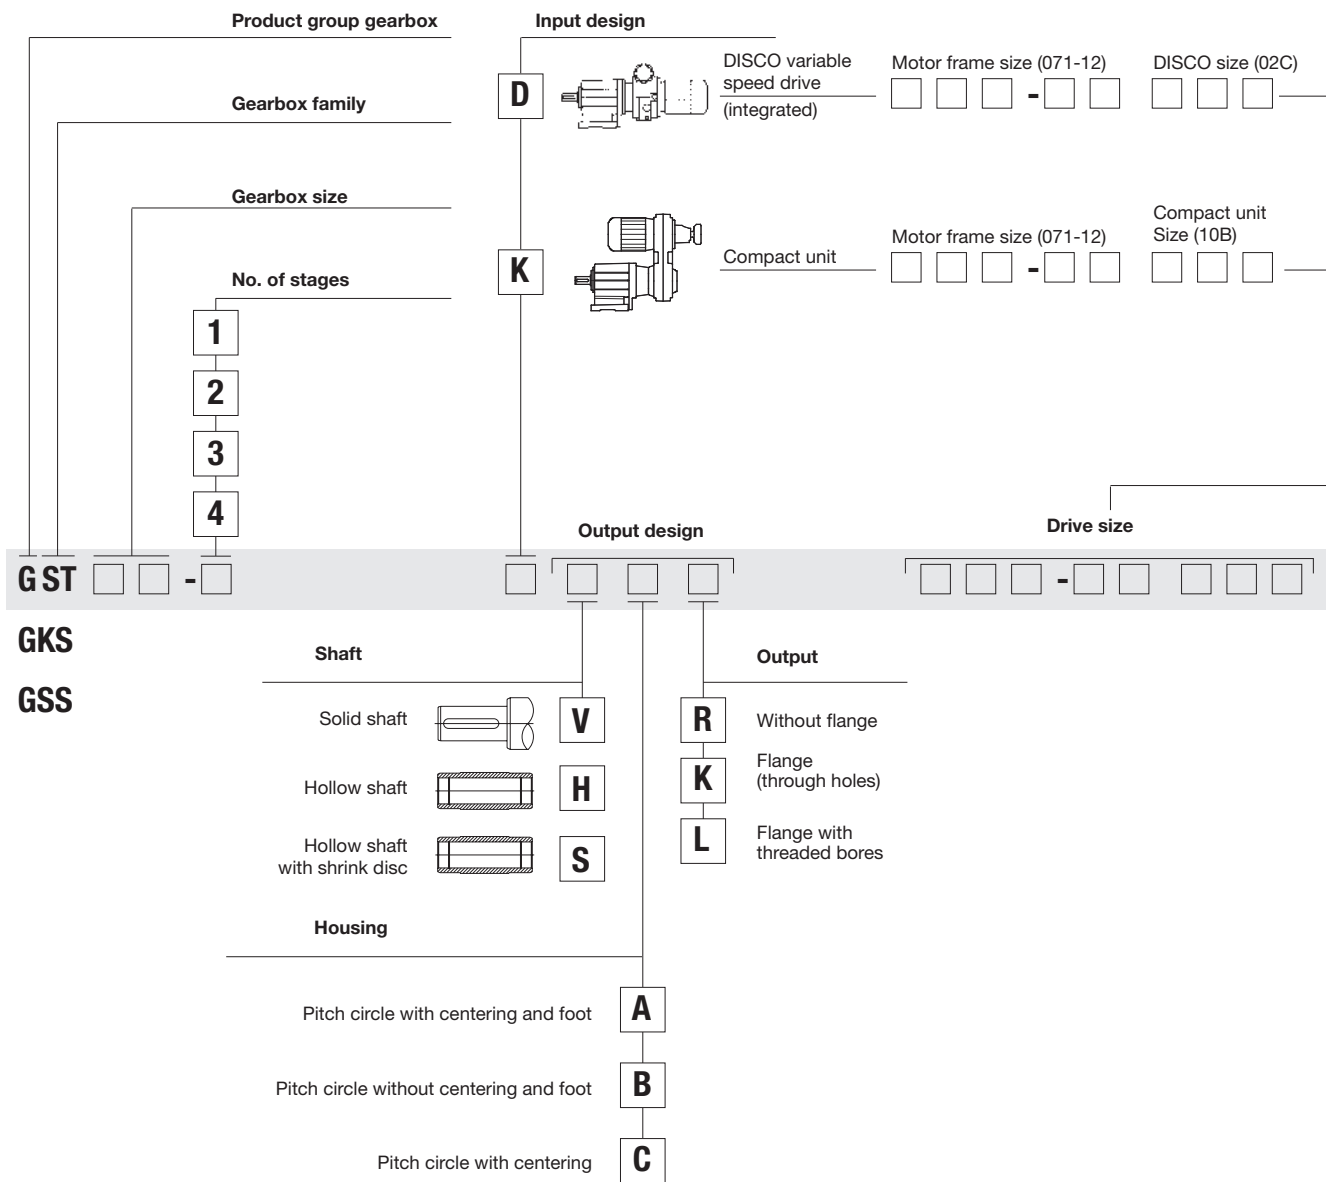 Product group gearbox
Input design
D
DISCO variable
speed drive
(integrated)
Motor frame size (071-12)
-
DISCO size (02C)
Gearbox family
Gearbox size
K
Compact unit
Motor frame size (071-12)
-
Compact unit
Size (10B)
No. of stages
1
2
3
4
Output design
Drive size
G ST - -
GKS
GSS
Shaft
Solid shaft
V
Hollow shaft
H
Hollow shaft
with shrink disc
S
Output
R
Without flange
K
Flange
(through holes)
L
Flange with
threaded bores
Housing
Pitch circle with centering and foot
A
Pitch circle without centering and foot
B
Pitch circle with centering
C